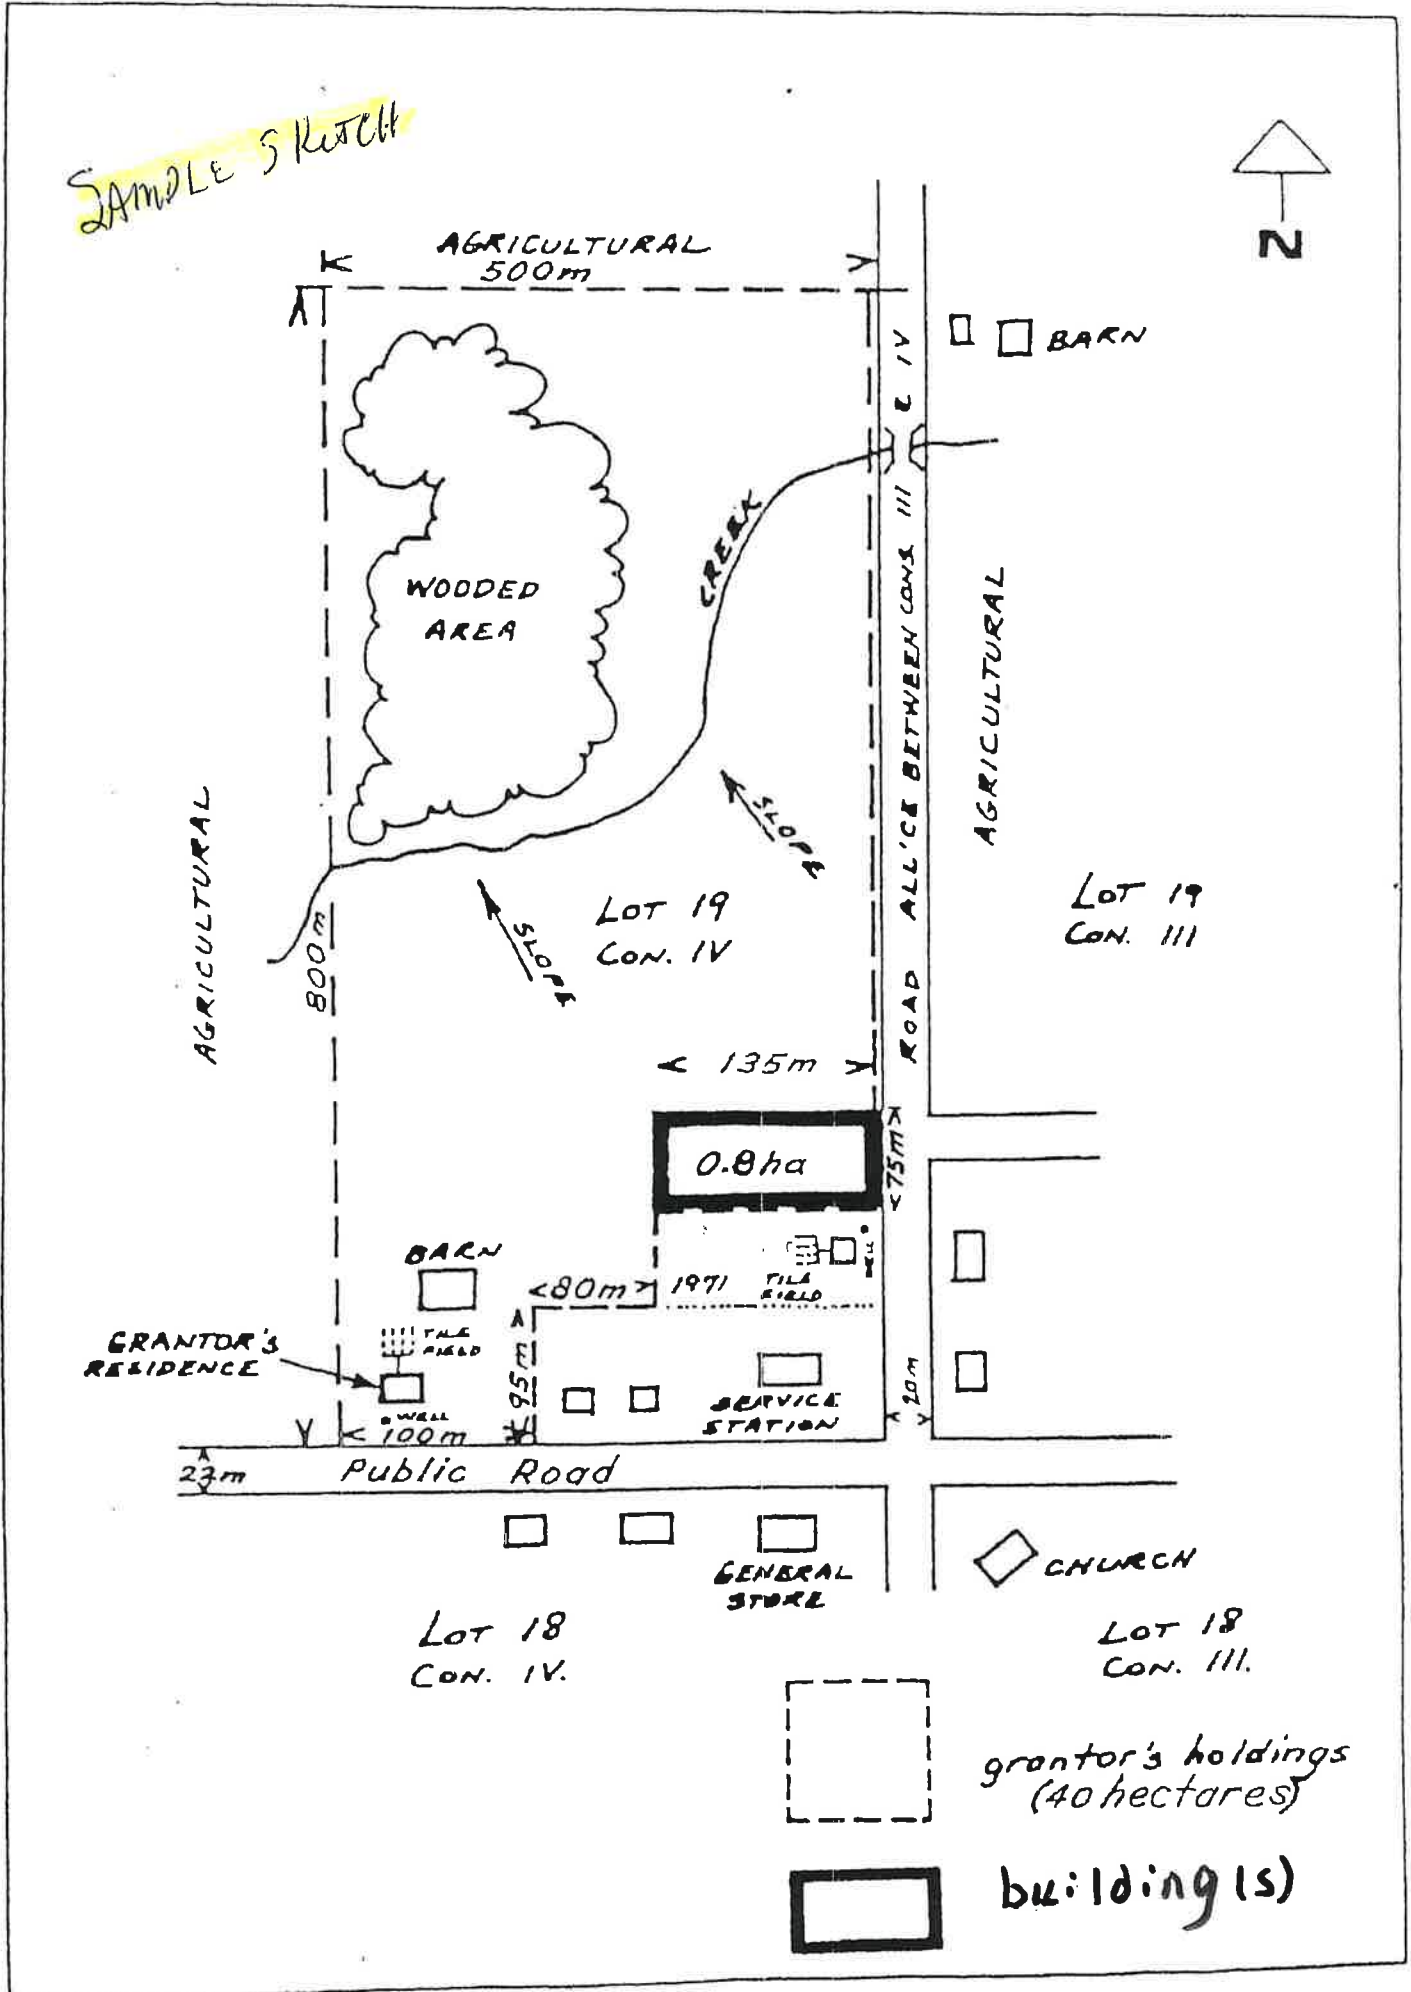 SAMPLE SKETCH
N
AGRICULTURAL
500m
BARN
WOODED
AREA
CREEK
ROAD ALL'CE BETWEEN CONS III & IV
AGRICULTURAL
AGRICULTURAL
SLOPE
SLOPE
800m
LOT 19
CON. IV
LOT 19
CON. III
135m
0.8ha
75m
BARN
80m
1971
TILE
FIELD
WELL
GRANTOR'S
RESIDENCE
TILE
FIELD
95m
SERVICE
STATION
20m
WELL
100m
23m
Public Road
GENERAL
STORE
CHURCH
LOT 18
CON. IV.
LOT 18
CON. III.
grantor's holdings
(40 hectares)
building(s)